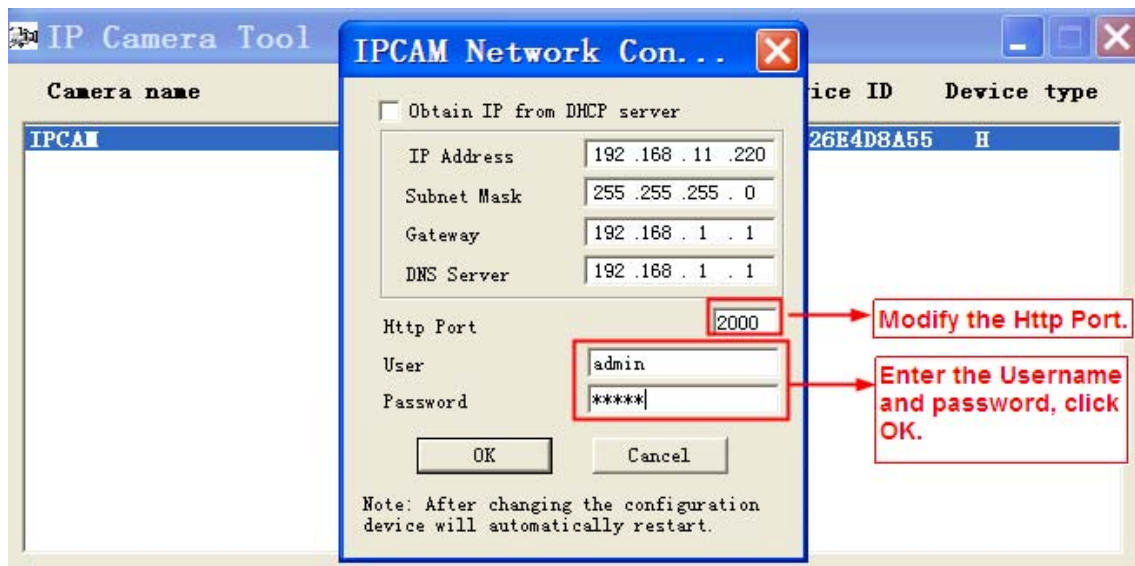 IP Camera Tool
IPCAM Network Con...
Camera name
ice ID Device type
IPCAM
26E4D8A55 H
Obtain IP from DHCP server
IP Address 192 .168 . 11 .220
Subnet Mask 255 .255 .255 . 0
Gateway 192 .168 . 1 . 1
DNS Server 192 .168 . 1 . 1
Http Port 2000
Modify the Http Port.
User admin
Password *****
Enter the Username
and password, click
OK.
OK Cancel
Note: After changing the configuration
device will automatically restart.